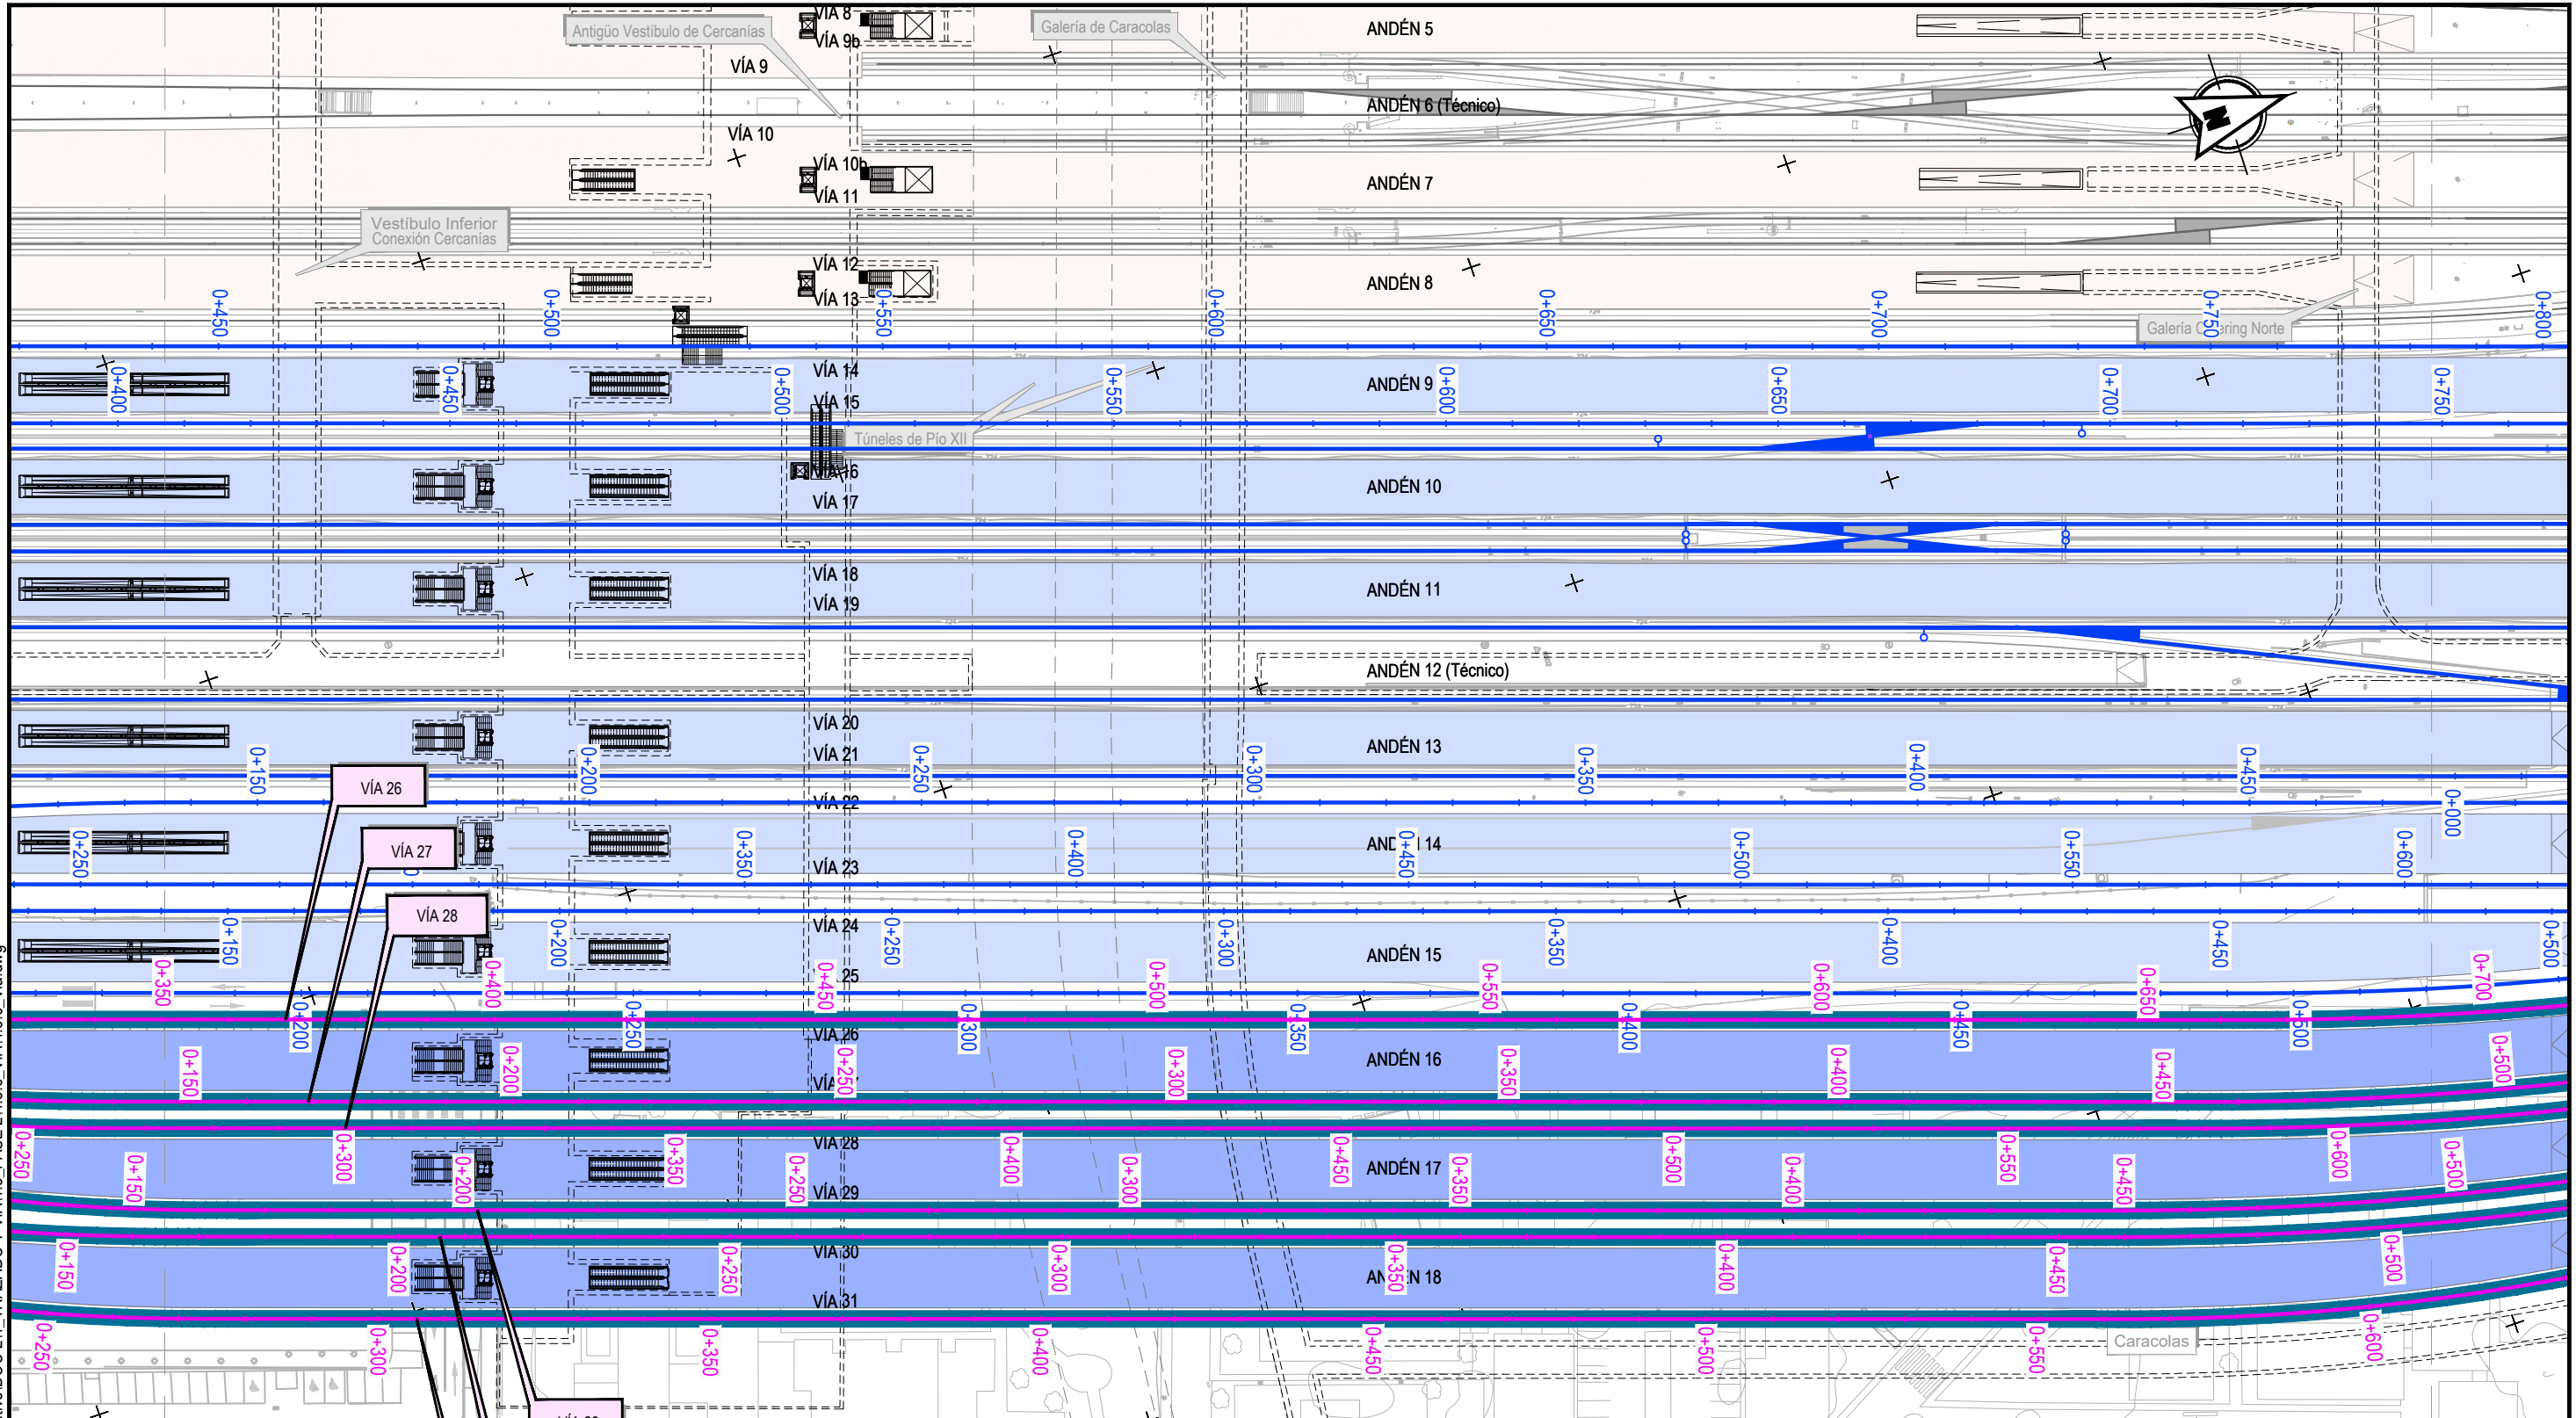 VÍA 8
Antigüo Vestíbulo de Cercanías
Galería de Caracolas
ANDÉN 5
VÍA 9b
VÍA 9
ANDÉN 6 (Técnico)
VÍA 10
N
VÍA 10b
ANDÉN 7
VÍA 11
Vestíbulo Inferior
Conexión Cercanías
VÍA 12
ANDÉN 8
VÍA 13
0+450
0+500
0+550
0+600
0+650
0+700
0+750
0+800
Galería Catering Norte
VÍA 14
ANDÉN 9
0+400
0+450
0+500
0+550
0+600
0+650
0+700
0+750
VÍA 15
Túneles de Pío XII
VÍA 16
ANDÉN 10
VÍA 17
VÍA 18
ANDÉN 11
VÍA 19
ANDÉN 12 (Técnico)
VÍA 20
ANDÉN 13
VÍA 21
0+150
0+200
0+250
0+300
0+350
0+400
0+450
VÍA 26
VÍA 22
0+000
ANDÉN 14
VÍA 27
0+250
0+350
0+400
0+450
0+500
0+550
0+600
VÍA 23
VÍA 28
VÍA 24
0+150
0+200
0+250
0+300
0+350
0+400
0+450
0+500
ANDÉN 15
VÍA 25
0+350
0+400
0+450
0+500
0+550
0+600
0+650
0+700
0+200
0+250
0+300
0+350
0+400
0+450
0+500
VÍA 26
ANDÉN 16
0+150
0+200
0+250
0+300
0+350
0+400
0+450
0+500
VÍA 28
0+250
0+300
0+350
0+400
0+450
0+500
0+550
0+600
ANDÉN 17
0+150
0+200
0+250
0+300
0+350
0+400
0+450
0+500
VÍA 29
VÍA 30
0+150
0+200
0+250
0+300
0+350
0+400
0+450
0+500
ANDÉN 18
VÍA 31
0+250
0+300
0+350
0+400
0+450
0+500
0+550
0+600
Caracolas